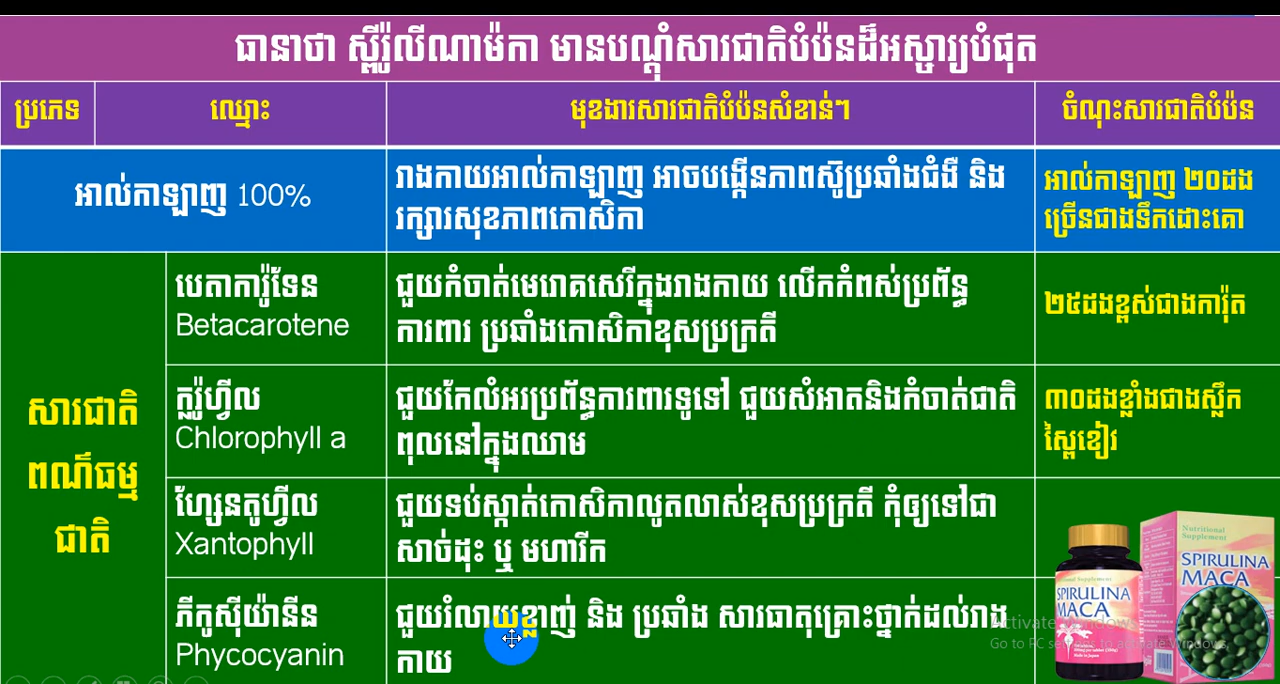 ធានាថា ស្ពីរ៉ូលីណាម៉កា មានបណ្តុំសារជាតិបំប៉នដ៏អស្ចារ្យបំផុត
ប្រភេទ
ឈ្មោះ
មុខងារសារជាតិបំប៉នសំខាន់ៗ
ចំណុះសារជាតិបំប៉ន
អាល់កាឡាញ 100%
រាងកាយអាល់កាឡាញ អាចបង្កើនភាពស៊ូប្រឆាំងជំងឺ និង
រក្សារសុខភាពកោសិកា
អាល់កាឡាញ ២០ដង
ច្រើនជាងទឹកដោះគោ
សារជាតិ
ពណ៌ធម្ម
ជាតិ
បេតាការ៉ូទែន
Betacarotene
ជួយកំចាត់មេរោគសេរីក្នុងរាងកាយ លើកកំពស់ប្រព័ន្ធ
ការពារ ប្រឆាំងកោសិកាខុសប្រក្រតី
២៥ដងខ្ពស់ជាងការ៉ុត
ក្លរ៉ូហ្វីល
Chlorophyll a
ជួយកែលំអរប្រព័ន្ធការពារទូទៅ ជួយសំអាតនិងកំចាត់ជាតិ
ពុលនៅក្នុងឈាម
៣០ដងខ្លាំងជាងស្លឹក
ស្ពៃខៀវ
ហ្សែនតូហ្វីល
Xantophyll
ជួយទប់ស្កាត់កោសិកាលូតលាស់ខុសប្រក្រតី កុំឲ្យទៅជា
សាច់ដុះ ឬ មហារីក
ភីកូស៊ីយ៉ានីន
Phycocyanin
ជួយរំលាយខ្លាញ់ និង ប្រឆាំង សារធាតុគ្រោះថ្នាក់ដល់រាង
កាយ
Nutritional
Supplement
SPIRULINA
MACA
Nutritional Supplement
SPIRULINA
MACA
Activate Windows
Go to PC settings to activate Windows.